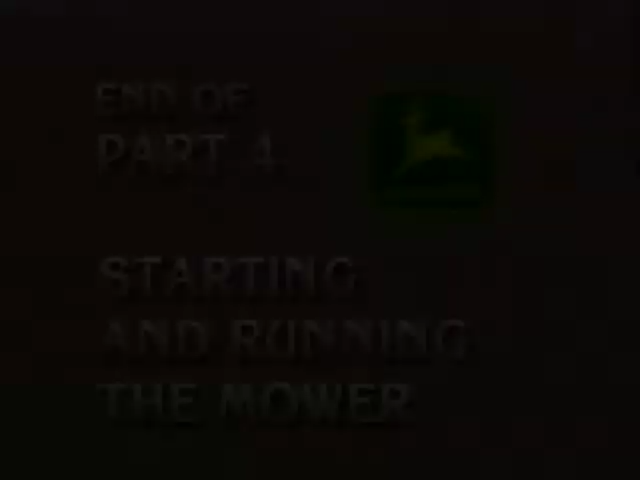 END OF
PART 4
STARTING
AND RUNNING
THE MOWER